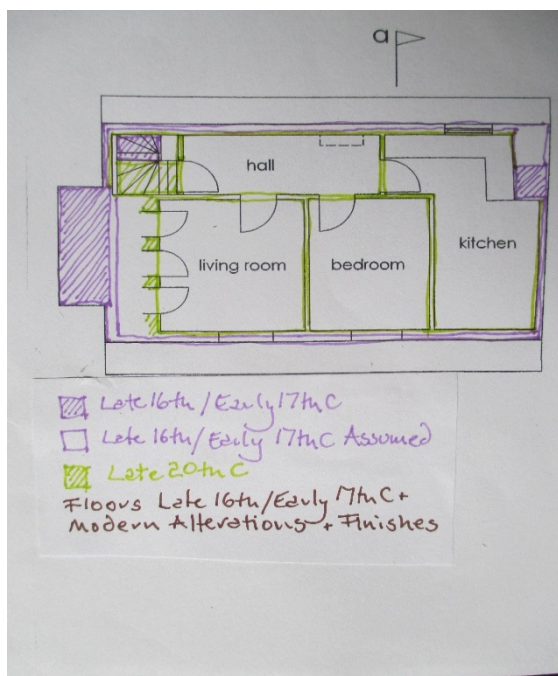 a
hall
living room
bedroom
kitchen
Late 16th / Early 17th C
Late 16th / Early 17th C Assumed
Late 20th C
Floors Late 16th / Early 17th C +
Modern Alterations + Finishes